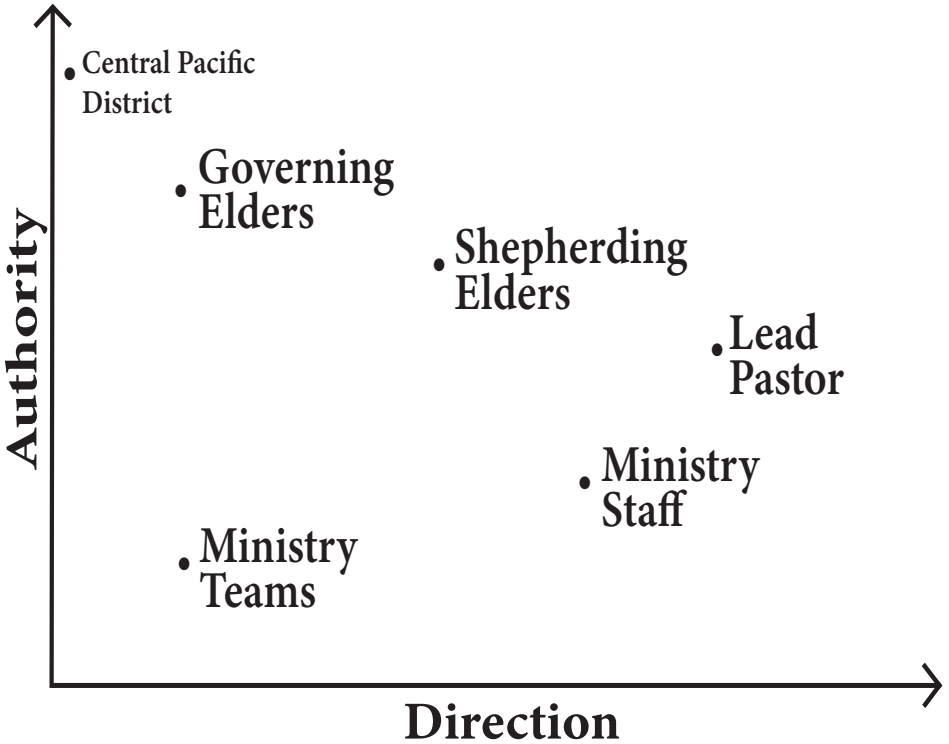 Central Pacific
District
Governing
Elders
Shepherding
Elders
Lead
Pastor
Ministry
Staff
Ministry
Teams
Authority
Direction